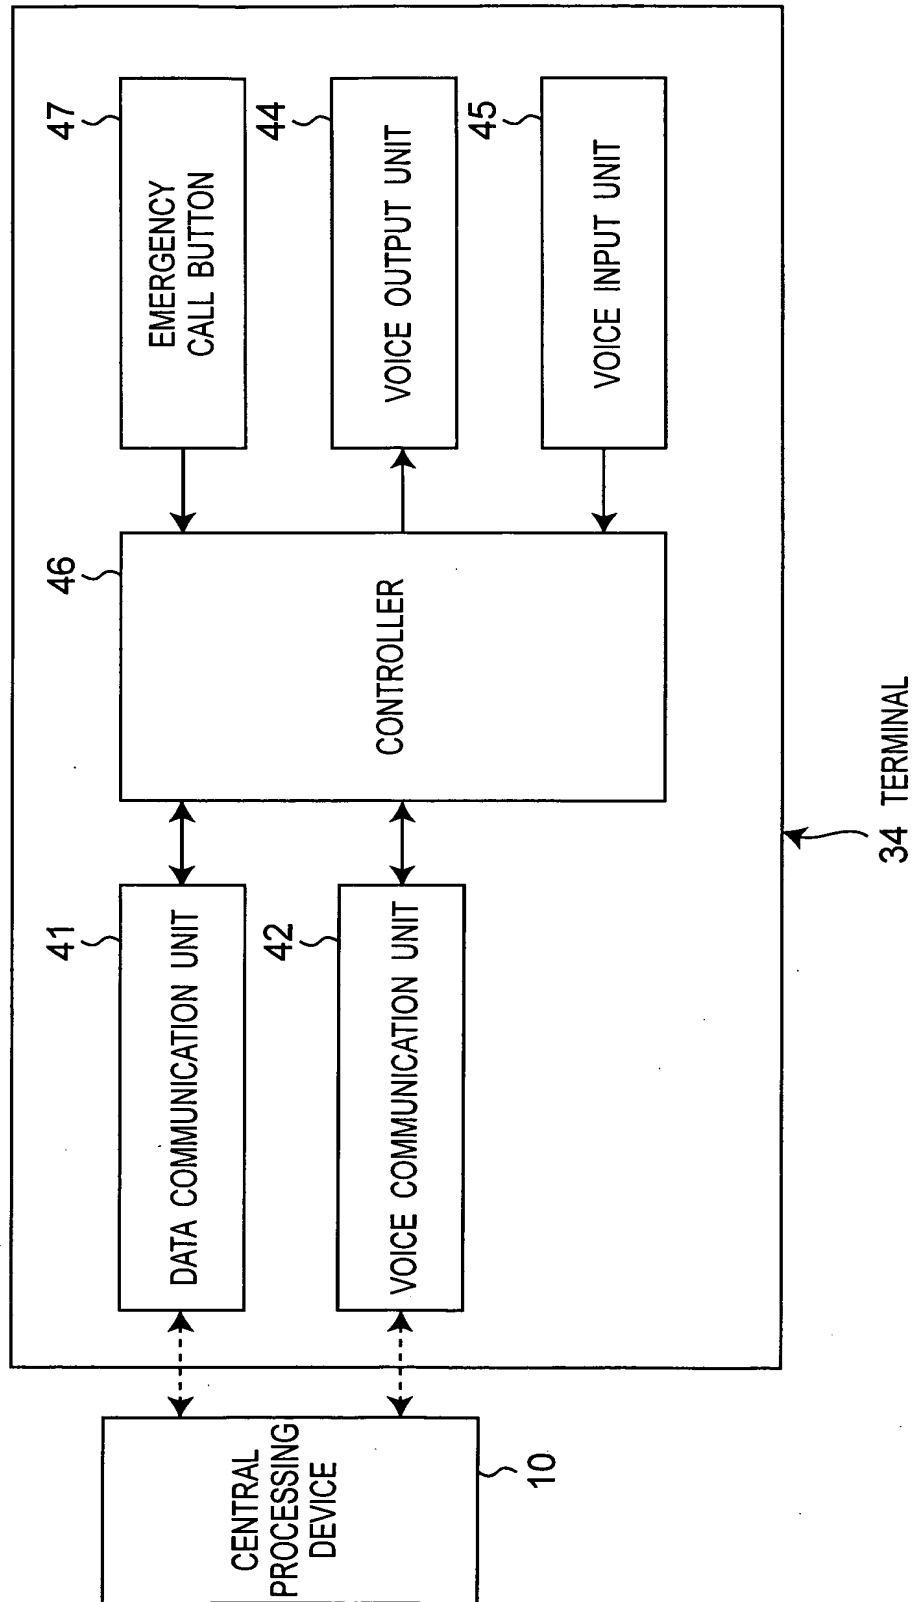 47
EMERGENCY
CALL BUTTON
44
VOICE OUTPUT UNIT
45
VOICE INPUT UNIT
46
CONTROLLER
41
DATA COMMUNICATION UNIT
42
VOICE COMMUNICATION UNIT
CENTRAL
PROCESSING
DEVICE
10
34 TERMINAL